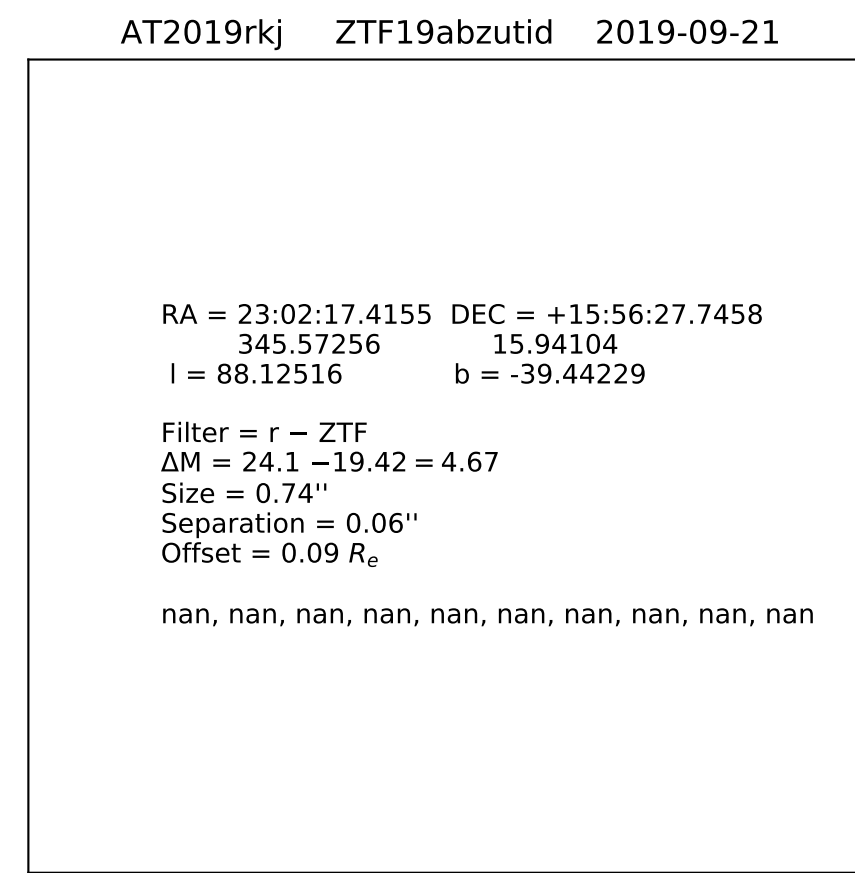 AT2019rkj ZTF19abzutid 2019-09-21
RA = 23:02:17.4155 DEC = +15:56:27.7458
345.57256 15.94104
l = 88.12516 b = -39.44229
Filter = r − ZTF
ΔM = 24.1 −19.42 = 4.67
Size = 0.74''
Separation = 0.06''
Offset = 0.09 Rₑ
nan, nan, nan, nan, nan, nan, nan, nan, nan, nan